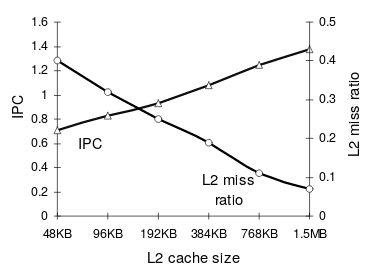 1.6
1.4
1.2
1
0.8
0.6
0.4
0.2
0
IPC
0.5
0.4
0.3
0.2
0.1
0
L2 miss ratio
IPC
L2 miss
ratio
48KB 96KB 192KB 384KB 768KB 1.5MB
L2 cache size